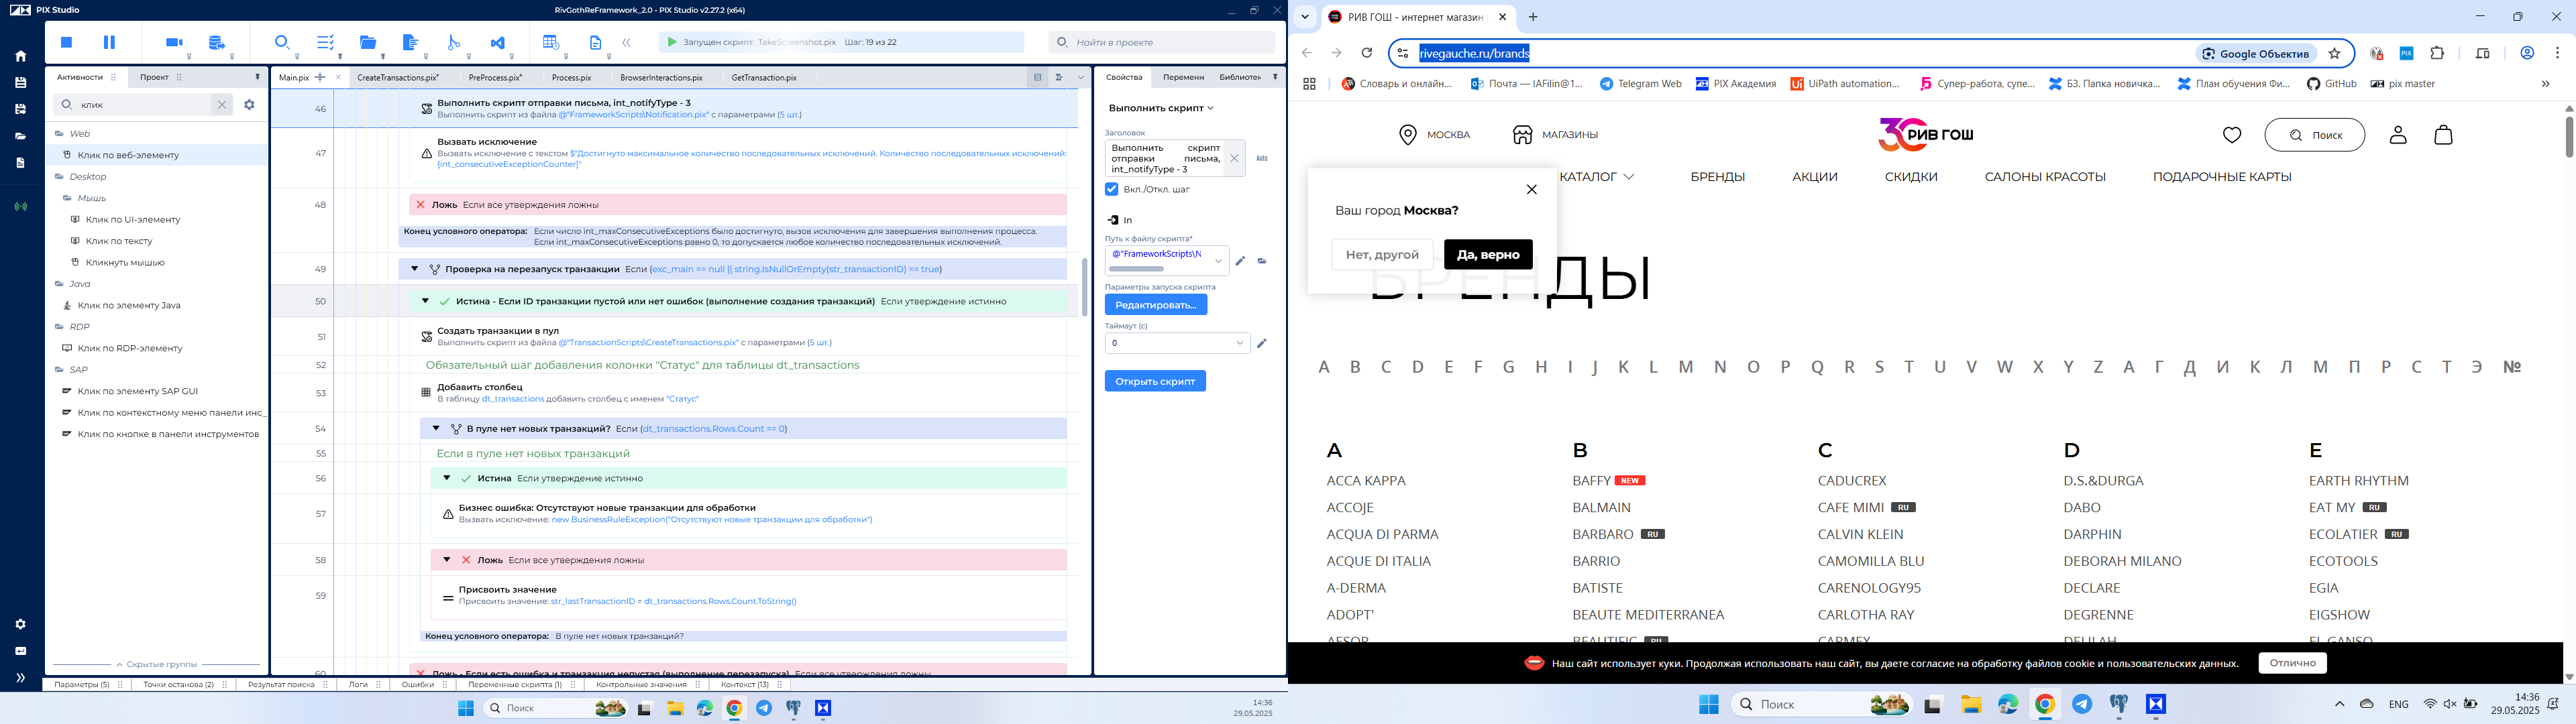 PIX Studio
RivGothReFramework_2.0 - PIX Studio v2.27.2 (x64)
Запущен скрипт: TakeScreenshot.pix Шаг: 19 из 22
Найти в проекте
Активности
Проект
клик
Web
Клик по веб-элементу
Desktop
Мышь
Клик по UI-элементу
Клик по тексту
Кликнуть мышью
Java
Клик по элементу Java
RDP
Клик по RDP-элементу
SAP
Клик по элементу SAP GUI
Клик по контекстному меню панели инс...
Клик по кнопке в панели инструментов
Скрытые группы
Main.pix
CreateTransactions.pix*
PreProcess.pix*
Process.pix
BrowserInteractions.pix
GetTransaction.pix
46
Выполнить скрипт отправки письма, int_notifyType - 3
Выполнить скрипт из файла @"FrameworkScripts\Notification.pix" с параметрами (5 шт.)
47
Вызвать исключение
Вызвать исключение с текстом $"Достигнуто максимальное количество последовательных исключений. Количество последовательных исключений:
{int_consecutiveExceptionCounter}"
48
Ложь Если все утверждения ложны
Конец условного оператора: Если число int_maxConsecutiveExceptions было достигнуто, вызов исключения для завершения выполнения процесса.
Если int_maxConsecutiveExceptions равно 0, то допускается любое количество последовательных исключений.
49
Проверка на перезапуск транзакции Если (exc_main == null || string.IsNullOrEmpty(str_transactionID) == true)
50
Истина - Если ID транзакции пустой или нет ошибок (выполнение создания транзакций) Если утверждение истинно
51
Создать транзакции в пул
Выполнить скрипт из файла @"TransactionScripts\CreateTransactions.pix" с параметрами (5 шт.)
52
Обязательный шаг добавления колонки "Статус" для таблицы dt_transactions
53
Добавить столбец
В таблицу dt_transactions добавить столбец с именем "Статус"
54
В пуле нет новых транзакций? Если (dt_transactions.Rows.Count == 0)
55
Если в пуле нет новых транзакций
56
Истина Если утверждение истинно
57
Бизнес ошибка: Отсутствуют новые транзакции для обработки
Вызвать исключение: new BusinessRuleException("Отсутствуют новые транзакции для обработки")
58
Ложь Если все утверждения ложны
59
Присвоить значение
Присвоить значение: str_lastTransactionID = dt_transactions.Rows.Count.ToString()
Конец условного оператора: В пуле нет новых транзакций?
60
Ложь - Если есть ошибка и транзакция непустая (выполнение перезапуска) Если все утверждения ложны
Свойства
Переменн
Библиотек
Выполнить скрипт
Заголовок
Выполнить скрипт
отправки письма,
int_notifyType - 3
Auto
Вкл./Откл. шаг
In
Путь к файлу скрипта*
@"FrameworkScripts\N
Параметры запуска скрипта
Редактировать...
Таймаут (с)
0
Открыть скрипт
Параметры (5)
Точки останова (2)
Результат поиска
Логи
Ошибки
Переменные скрипта (1)
Контрольные значения
Контекст (13)
Поиск
14:36
29.05.2025
РИВ ГОШ - интернет магазин
rivegauche.ru/brands
Google Объектив
PIX
Словарь и онлайн...
Почта — IAFilin@1...
Telegram Web
PIX Академия
UiPath automation...
Супер-работа, супе...
БЗ. Папка новичка...
План обучения Фи...
GitHub
pix master
МОСКВА
МАГАЗИНЫ
30 РИВ ГОШ
Поиск
КАТАЛОГ
БРЕНДЫ
АКЦИИ
СКИДКИ
САЛОНЫ КРАСОТЫ
ПОДАРОЧНЫЕ КАРТЫ
Ваш город Москва?
Нет, другой
Да, верно
БРЕНДЫ
A B C D E F G H I J K L M N O P Q R S T U V W X Y Z А Г Д И К Л М П Р С Т Э №
A
ACCA KAPPA
ACCOJE
ACQUA DI PARMA
ACQUE DI ITALIA
A-DERMA
ADOPT'
AESOP
B
BAFFY NEW
BALMAIN
BARBARO RU
BARRIO
BATISTE
BEAUTE MEDITERRANEA
BEAUTIFIC RU
C
CADUCREX
CAFE MIMI RU
CALVIN KLEIN
CAMOMILLA BLU
CARENOLOGY95
CARLOTHA RAY
CARMEX
D
D.S.&DURGA
DABO
DARPHIN
DEBORAH MILANO
DECLARE
DEGRENNE
DELILAH
E
EARTH RHYTHM
EAT MY RU
ECOLATIER RU
ECOTOOLS
EGIA
EIGSHOW
EL GANSO
Наш сайт использует куки. Продолжая использовать наш сайт, вы даете согласие на обработку файлов cookie и пользовательских данных.
Отлично
Поиск
ENG
14:36
29.05.2025